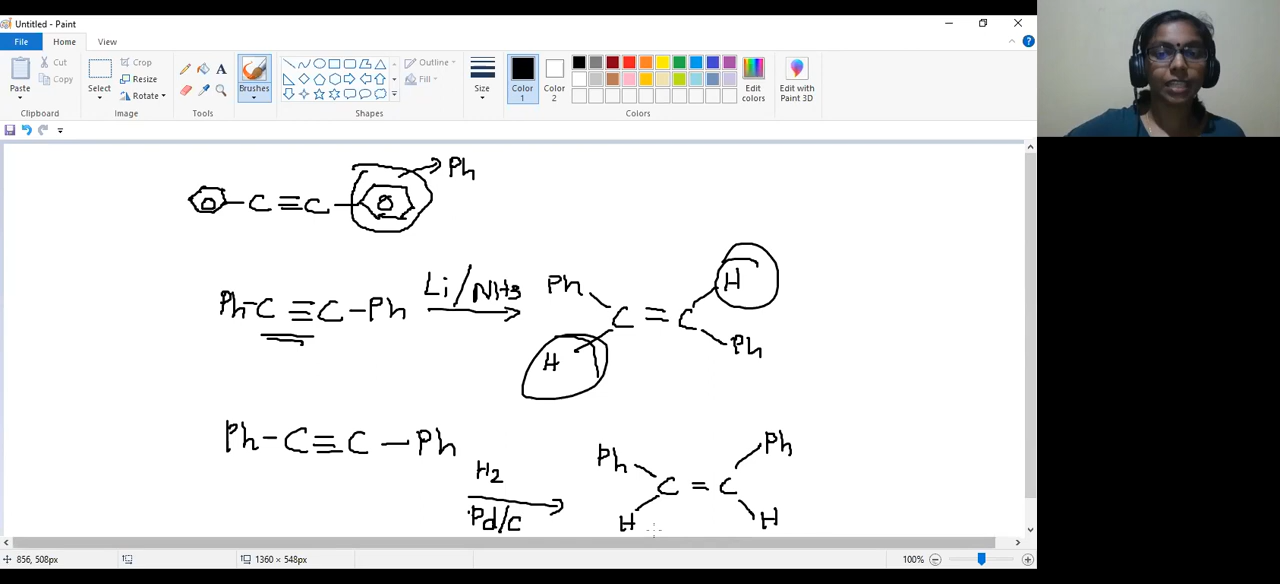 Untitled - Paint
File Home View
Paste
Cut
Copy
Clipboard
Select
Crop
Resize
Rotate
Image
A
Tools
Brushes
Shapes
Outline
Fill
Size
Color 1
Color 2
Edit colors
Colors
Edit with Paint 3D
Ph
C ≡ C
Ph-C ≡ C-Ph Li/NH3 Ph H
C = C
H Ph
Ph-C≡C-Ph
H2
Pd/C
Ph Ph
C = C
H H
856, 508px 1360 × 548px 100%